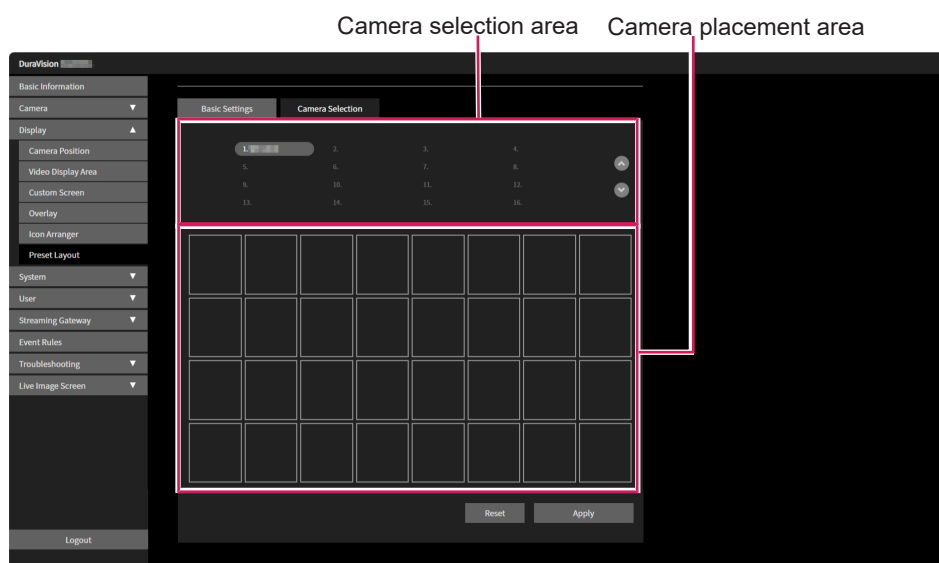 Camera selection area Camera placement area
DuraVision
Basic Information
Camera ▼
Display ▲
Camera Position
Video Display Area
Custom Screen
Overlay
Icon Arranger
Preset Layout
System ▼
User ▼
Streaming Gateway ▼
Event Rules
Troubleshooting ▼
Live Image Screen ▼
Logout
Basic Settings Camera Selection
1. 2. 3. 4.
5. 6. 7. 8.
9. 10. 11. 12.
13. 14. 15. 16.
Reset Apply